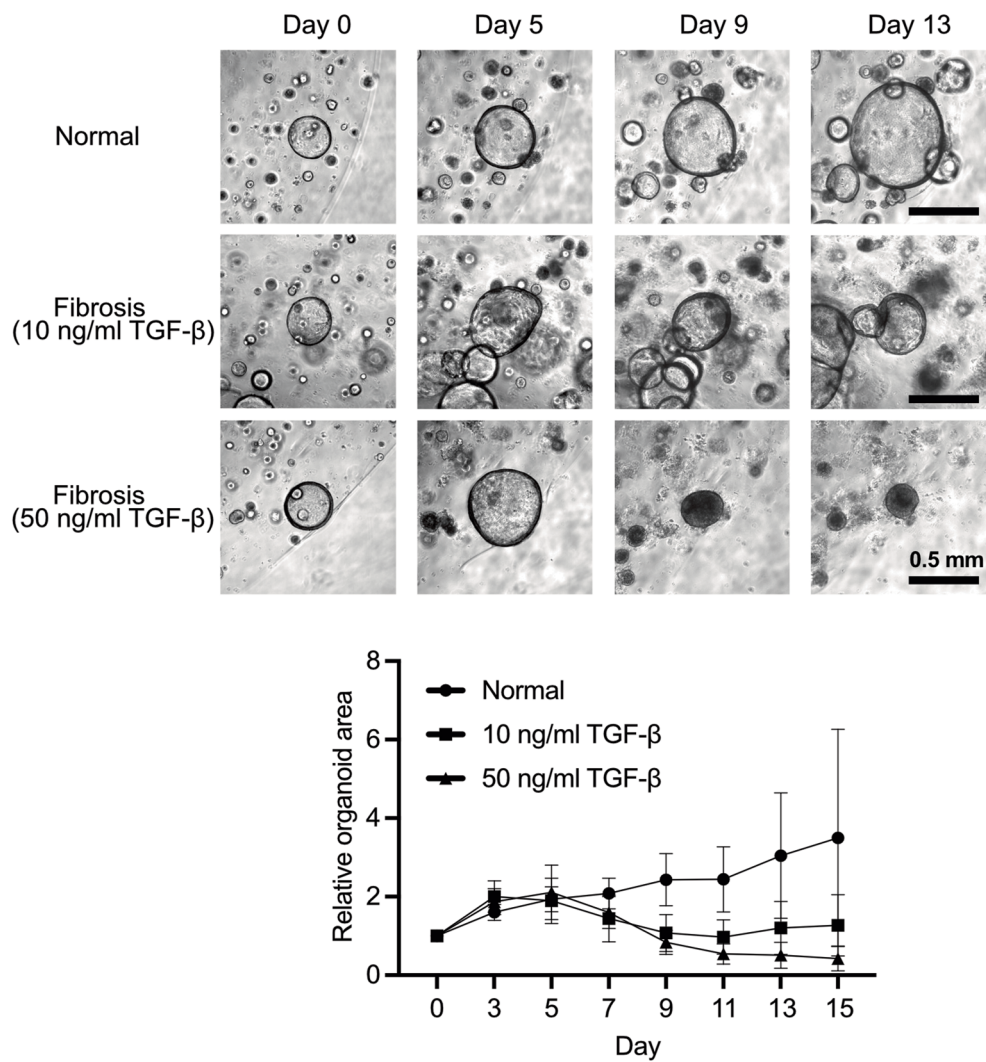 Day 0 Day 5 Day 9 Day 13
Normal
Fibrosis
(10 ng/ml TGF-β)
Fibrosis
(50 ng/ml TGF-β)
0.5 mm
8
6
4
2
0
Relative organoid area
Normal
10 ng/ml TGF-β
50 ng/ml TGF-β
0 3 5 7 9 11 13 15
Day